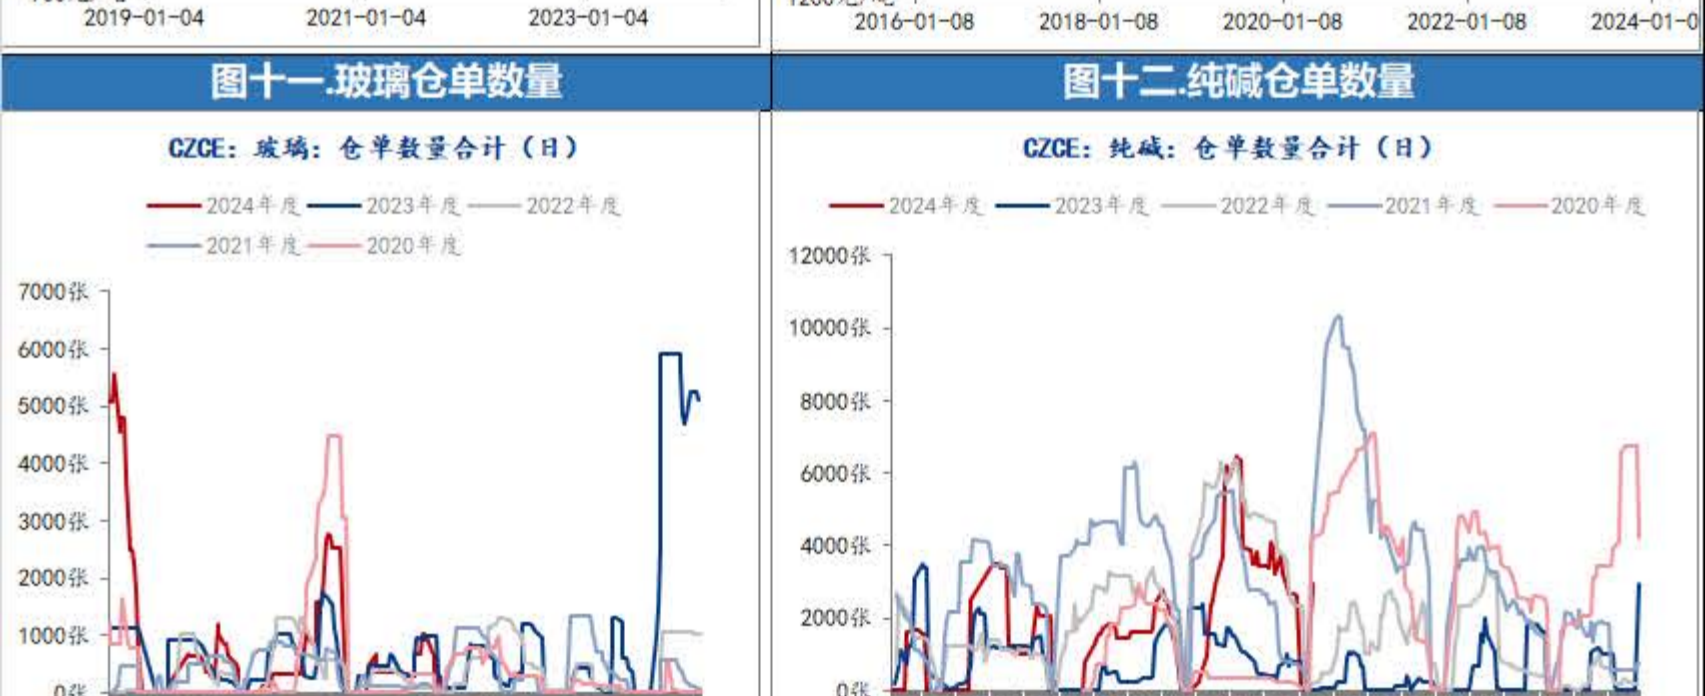 2019-01-04 2021-01-04 2023-01-04
2016-01-08 2018-01-08 2020-01-08 2022-01-08 2024-01-0
图十一.玻璃仓单数量
CZCE：玻璃：仓单数量合计（日）
2024年度 2023年度 2022年度
2021年度 2020年度
7000张
6000张
5000张
4000张
3000张
2000张
1000张
0张
图十二.纯碱仓单数量
CZCE：纯碱：仓单数量合计（日）
2024年度 2023年度 2022年度 2021年度 2020年度
12000张
10000张
8000张
6000张
4000张
2000张
0张